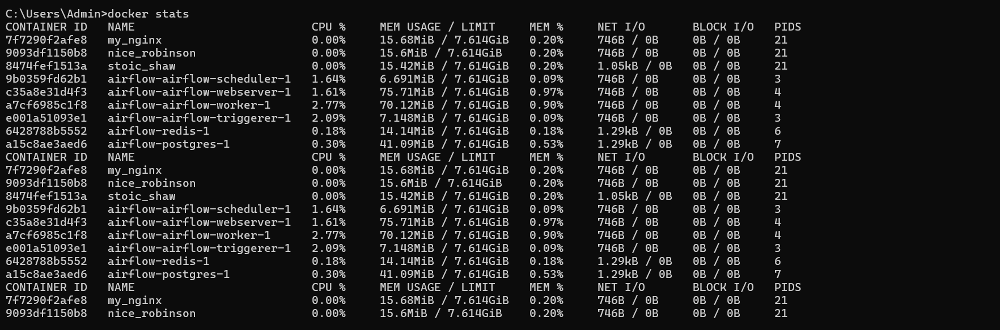 C:\Users\Admin>docker stats
CONTAINER ID   NAME                          CPU %     MEM USAGE / LIMIT     MEM %     NET I/O       BLOCK I/O   PIDS
7f7290f2afe8   my_nginx                      0.00%     15.68MiB / 7.614GiB   0.20%     746B / 0B     0B / 0B     21
9093df1150b8   nice_robinson                 0.00%     15.6MiB / 7.614GiB    0.20%     746B / 0B     0B / 0B     21
8474fef1513a   stoic_shaw                    0.00%     15.42MiB / 7.614GiB   0.20%     1.05kB / 0B   0B / 0B     21
9b0359fd62b1   airflow-airflow-scheduler-1   1.64%     6.691MiB / 7.614GiB   0.09%     746B / 0B     0B / 0B     3
c35a8e31d4f3   airflow-airflow-webserver-1   1.61%     75.71MiB / 7.614GiB   0.97%     746B / 0B     0B / 0B     4
a7cf6985c1f8   airflow-airflow-worker-1      2.77%     70.12MiB / 7.614GiB   0.90%     746B / 0B     0B / 0B     4
e001a51093e1   airflow-airflow-triggerer-1   2.09%     7.148MiB / 7.614GiB   0.09%     746B / 0B     0B / 0B     3
6428788b5552   airflow-redis-1               0.18%     14.14MiB / 7.614GiB   0.18%     1.29kB / 0B   0B / 0B     6
a15c8ae3aed6   airflow-postgres-1            0.30%     41.09MiB / 7.614GiB   0.53%     1.29kB / 0B   0B / 0B     7
CONTAINER ID   NAME                          CPU %     MEM USAGE / LIMIT     MEM %     NET I/O       BLOCK I/O   PIDS
7f7290f2afe8   my_nginx                      0.00%     15.68MiB / 7.614GiB   0.20%     746B / 0B     0B / 0B     21
9093df1150b8   nice_robinson                 0.00%     15.6MiB / 7.614GiB    0.20%     746B / 0B     0B / 0B     21
8474fef1513a   stoic_shaw                    0.00%     15.42MiB / 7.614GiB   0.20%     1.05kB / 0B   0B / 0B     21
9b0359fd62b1   airflow-airflow-scheduler-1   1.64%     6.691MiB / 7.614GiB   0.09%     746B / 0B     0B / 0B     3
c35a8e31d4f3   airflow-airflow-webserver-1   1.61%     75.71MiB / 7.614GiB   0.97%     746B / 0B     0B / 0B     4
a7cf6985c1f8   airflow-airflow-worker-1      2.77%     70.12MiB / 7.614GiB   0.90%     746B / 0B     0B / 0B     4
e001a51093e1   airflow-airflow-triggerer-1   2.09%     7.148MiB / 7.614GiB   0.09%     746B / 0B     0B / 0B     3
6428788b5552   airflow-redis-1               0.18%     14.14MiB / 7.614GiB   0.18%     1.29kB / 0B   0B / 0B     6
a15c8ae3aed6   airflow-postgres-1            0.30%     41.09MiB / 7.614GiB   0.53%     1.29kB / 0B   0B / 0B     7
CONTAINER ID   NAME                          CPU %     MEM USAGE / LIMIT     MEM %     NET I/O       BLOCK I/O   PIDS
7f7290f2afe8   my_nginx                      0.00%     15.68MiB / 7.614GiB   0.20%     746B / 0B     0B / 0B     21
9093df1150b8   nice_robinson                 0.00%     15.6MiB / 7.614GiB    0.20%     746B / 0B     0B / 0B     21